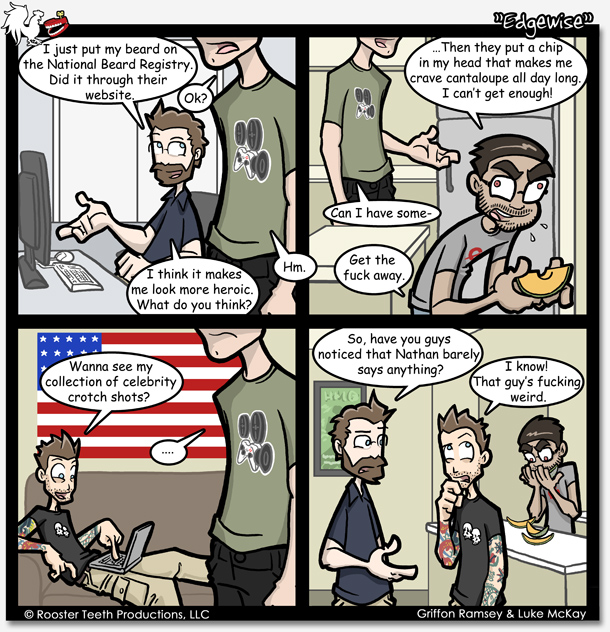 "Edgewise"
I just put my beard on
the National Beard Registry.
Did it through their
website.
Ok?
I think it makes
me look more heroic.
What do you think?
Hm.
...Then they put a chip
in my head that makes me
crave cantaloupe all day long.
I can't get enough!
Can I have some-
Get the
fuck away.
Wanna see my
collection of celebrity
crotch shots?
....
So, have you guys
noticed that Nathan barely
says anything?
I know!
That guy's fucking
weird.
© Rooster Teeth Productions, LLC
Griffon Ramsey & Luke McKay